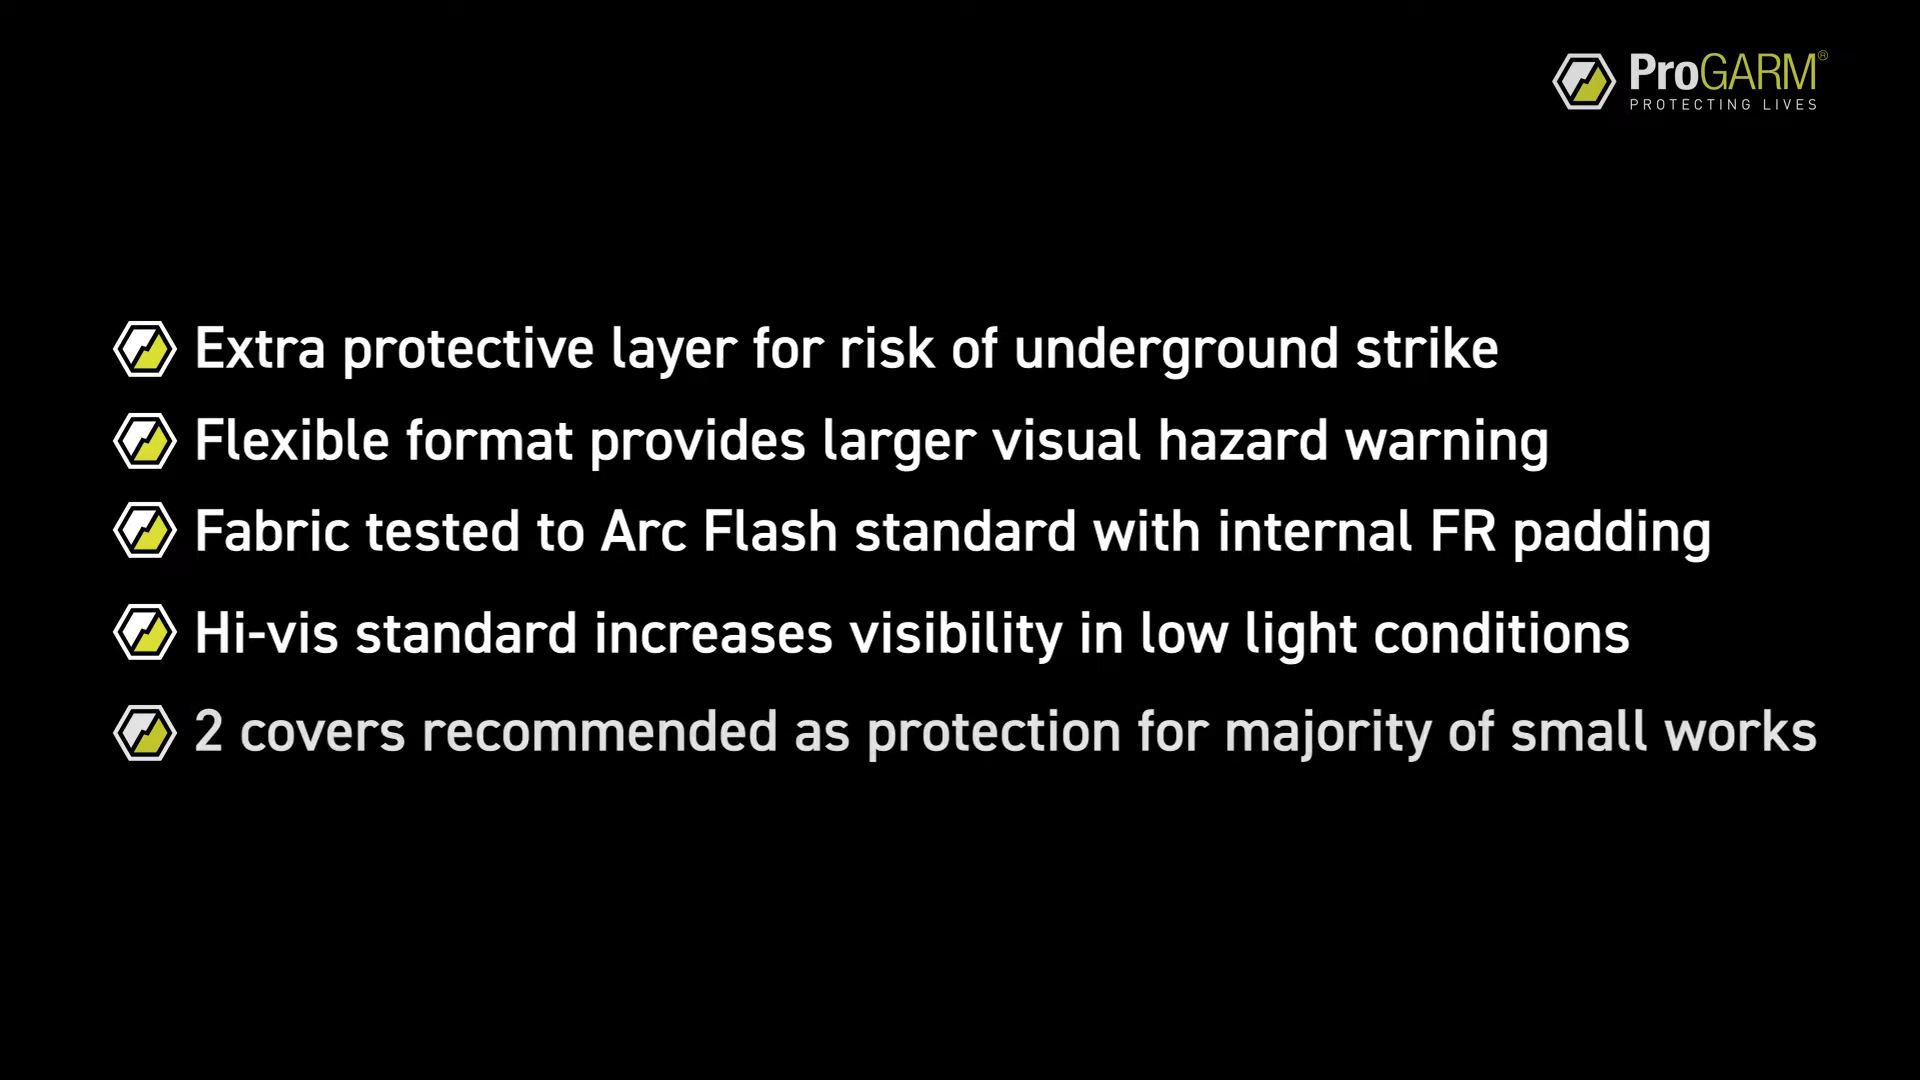 ProGARM®
PROTECTING LIVES
Extra protective layer for risk of underground strike
Flexible format provides larger visual hazard warning
Fabric tested to Arc Flash standard with internal FR padding
Hi-vis standard increases visibility in low light conditions
2 covers recommended as protection for majority of small works